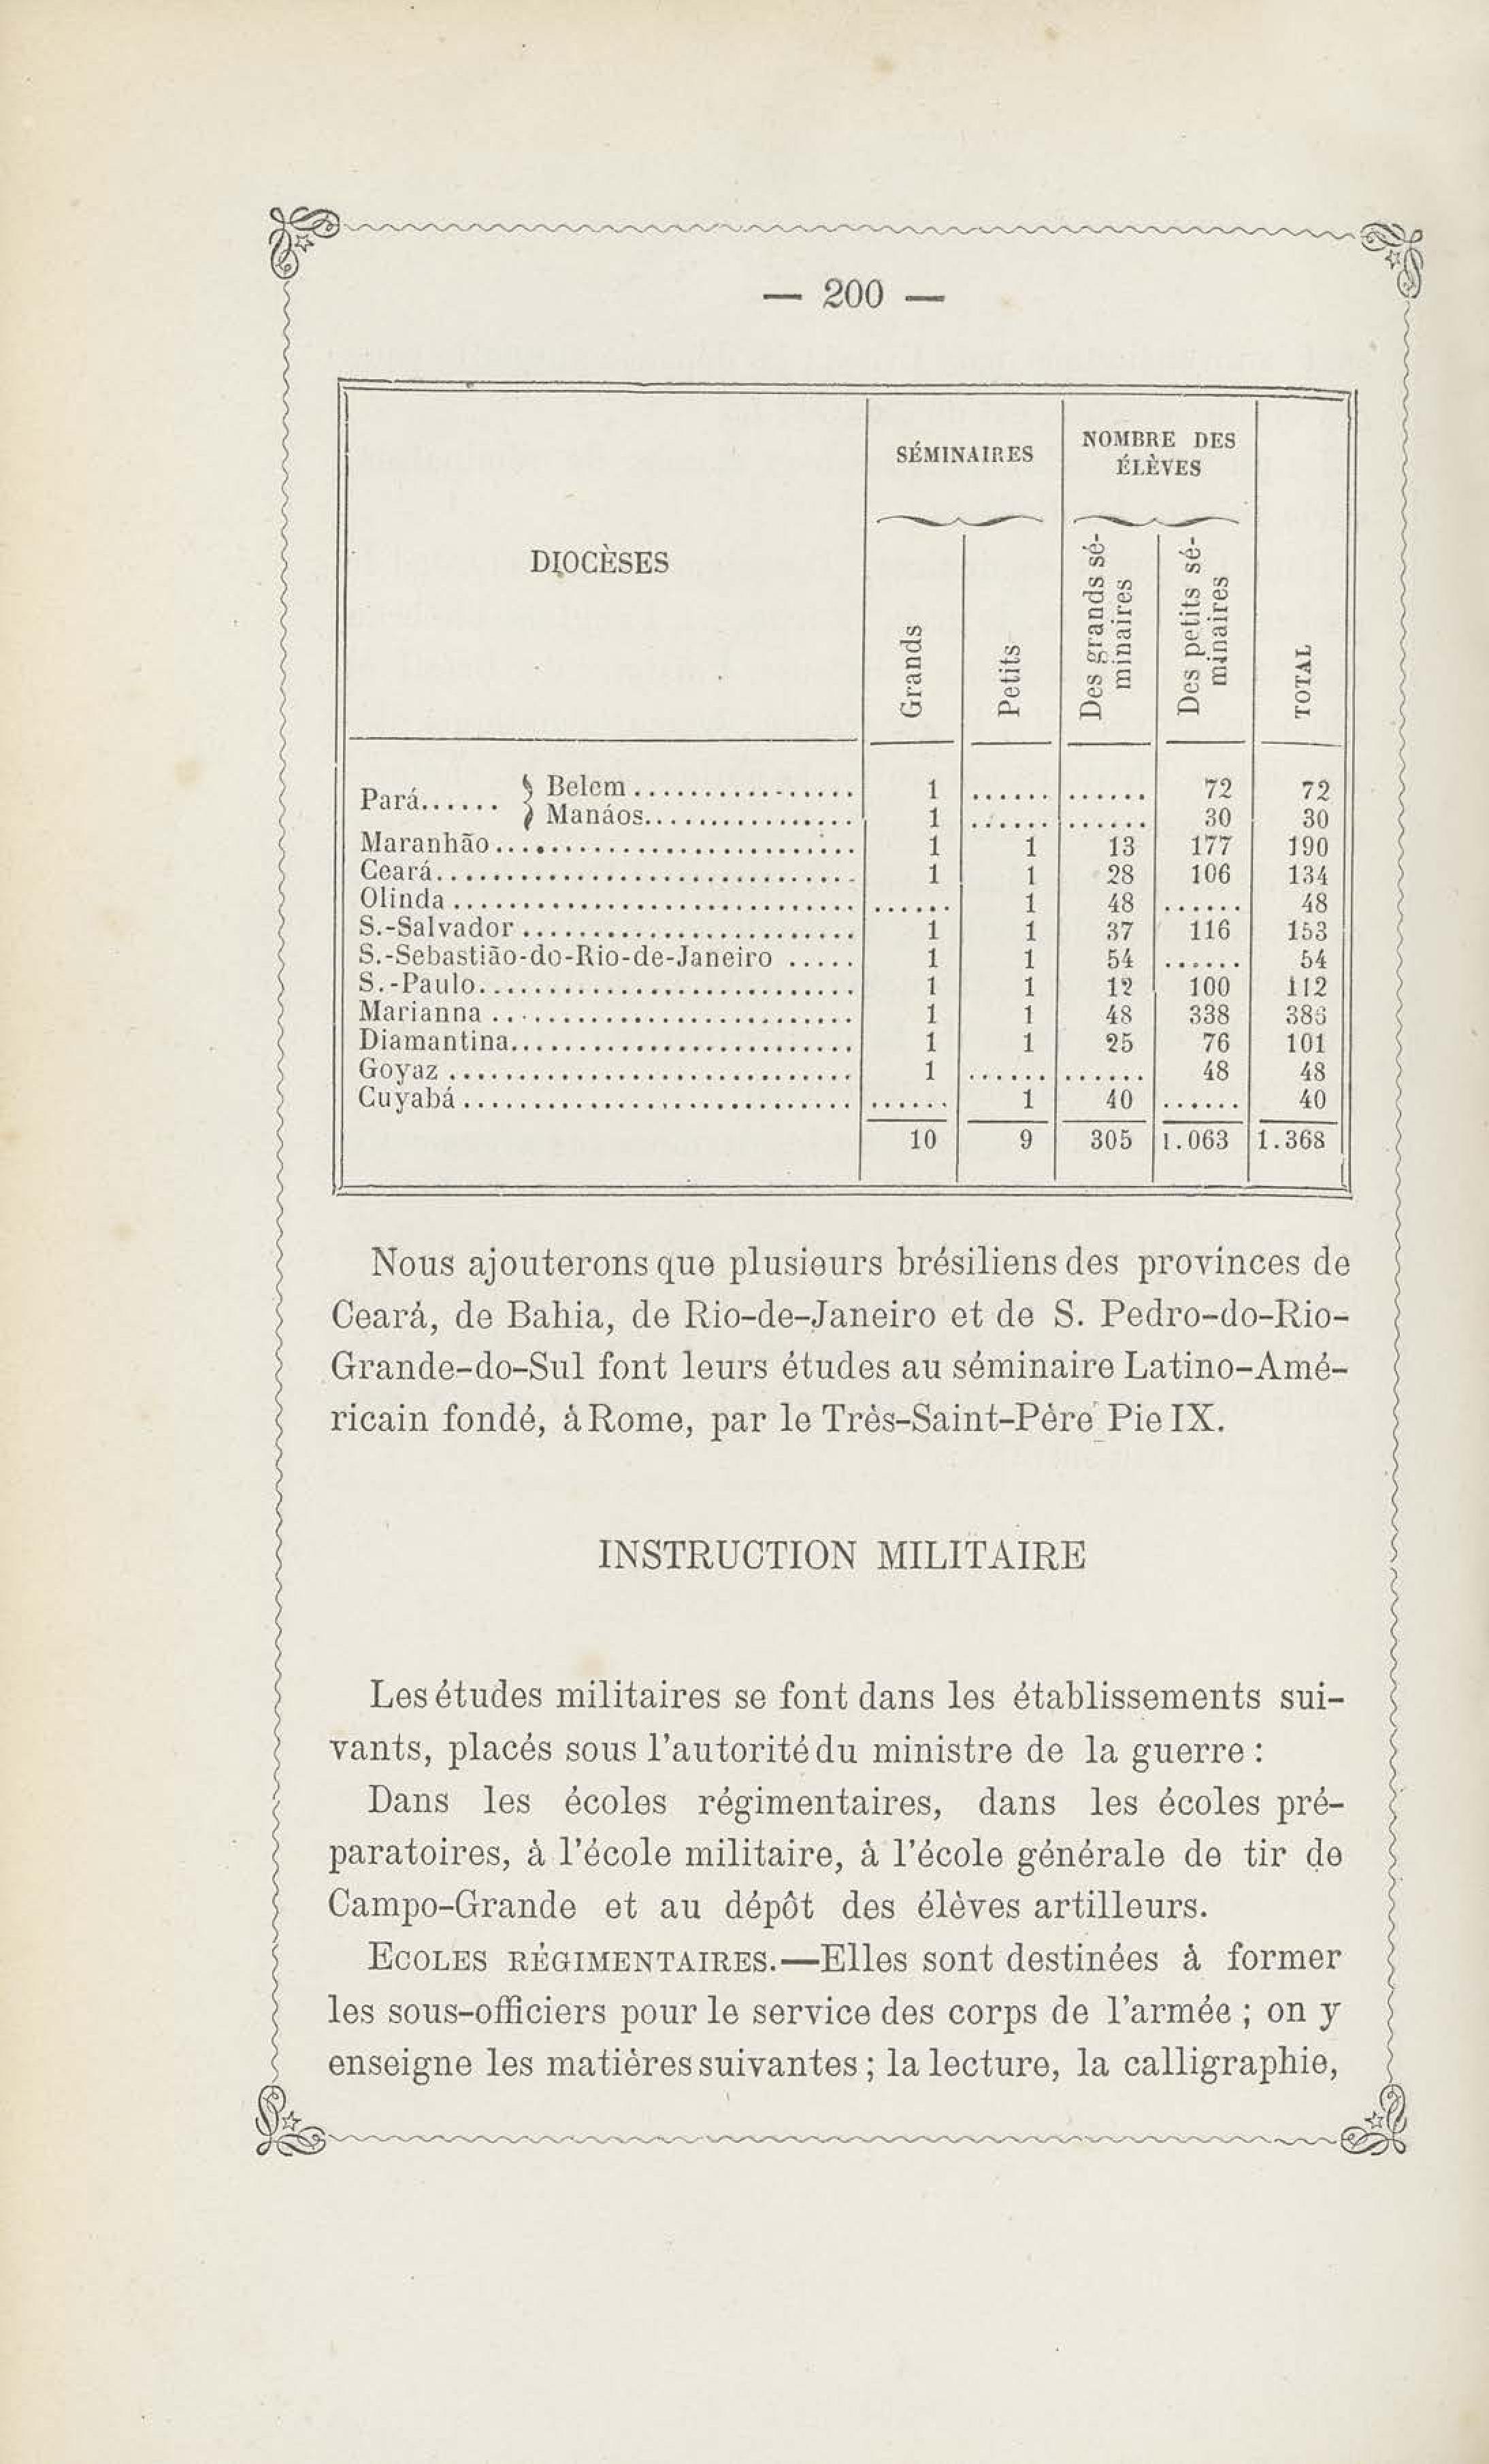 — 200 —
DIOCÈSES
SÉMINAIRES
NOMBRE DES
ÉLÈVES
Grands
Petits
Des grands sé-
minaires
Des petits sé-
minaires
TOTAL
Pará...... Belem................ 1 ...... ...... 72 72
Manáos................ 1 ...... ...... 30 30
Maranhão.......................... 1 1 13 177 190
Ceará.............................. 1 1 28 106 134
Olinda............................. ...... 1 48 ...... 48
S.-Salvador........................ 1 1 37 116 153
S.-Sebastião-do-Rio-de-Janeiro ..... 1 1 54 ...... 54
S.-Paulo........................... 1 1 12 100 112
Marianna.......................... 1 1 48 338 386
Diamantina......................... 1 1 25 76 101
Goyaz............................. 1 ...... ...... 48 48
Cuyabá............................ ...... 1 40 ...... 40
10 9 305 1.063 1.368
Nous ajouterons que plusieurs brésiliens des provinces de
Ceará, de Bahia, de Rio-de-Janeiro et de S. Pedro-do-Rio-
Grande-do-Sul font leurs études au séminaire Latino-Amé-
ricain fondé, à Rome, par le Très-Saint-Père Pie IX.
INSTRUCTION MILITAIRE
Les études militaires se font dans les établissements sui-
vants, placés sous l'autorité du ministre de la guerre :
Dans les écoles régimentaires, dans les écoles pré-
paratoires, à l'école militaire, à l'école générale de tir de
Campo-Grande et au dépôt des élèves artilleurs.
ECOLES RÉGIMENTAIRES.—Elles sont destinées à former
les sous-officiers pour le service des corps de l'armée ; on y
enseigne les matières suivantes ; la lecture, la calligraphie,